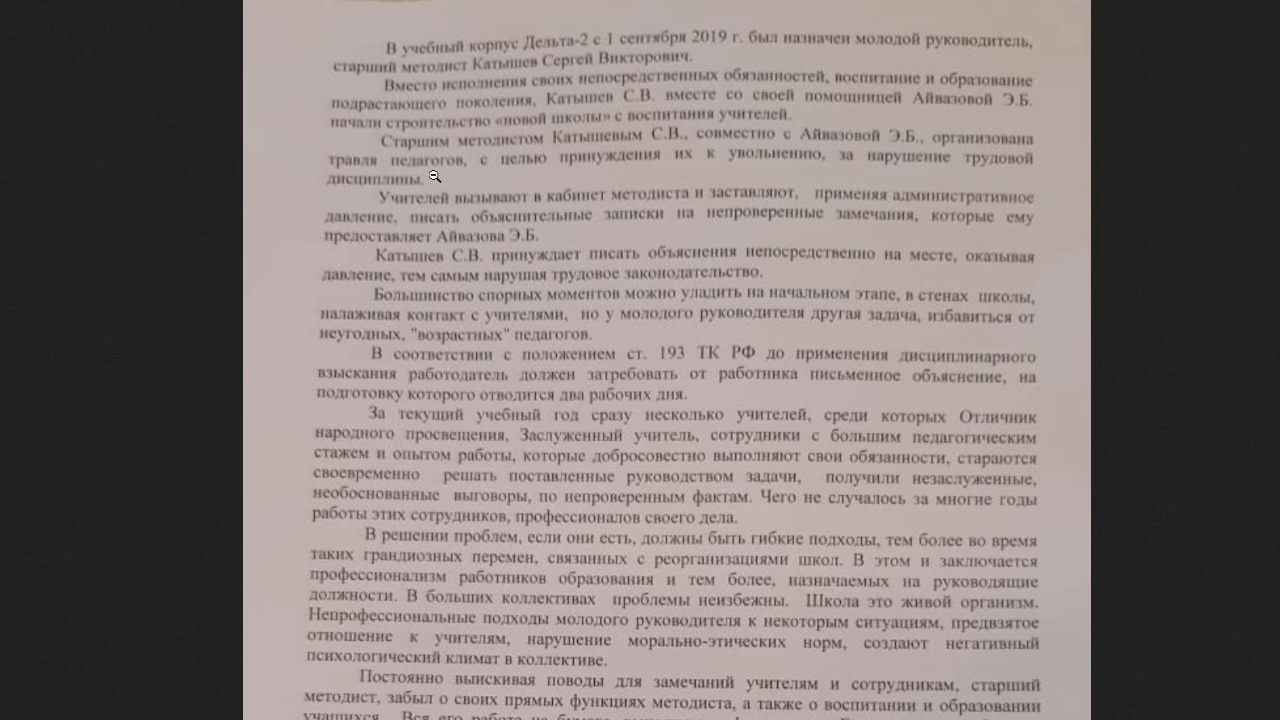 В учебный корпус Дельта-2 с 1 сентября 2019 г. был назначен молодой руководитель,
старший методист Катышев Сергей Викторович.
Вместо исполнения своих непосредственных обязанностей, воспитание и образование
подрастающего поколения, Катышев С.В. вместе со своей помощницей Айвазовой Э.Б.
начали строительство «новой школы» с воспитания учителей.
Старшим методистом Катышевым С.В., совместно с Айвазовой Э.Б., организована
травля педагогов, с целью принуждения их к увольнению, за нарушение трудовой
дисциплины.
Учителей вызывают в кабинет методиста и заставляют, применяя административное
давление, писать объяснительные записки на непроверенные замечания, которые ему
предоставляет Айвазова Э.Б.
Катышев С.В. принуждает писать объяснения непосредственно на месте, оказывая
давление, тем самым нарушая трудовое законодательство.
Большинство спорных моментов можно уладить на начальном этапе, в стенах школы,
налаживая контакт с учителями, но у молодого руководителя другая задача, избавиться от
неугодных, "возрастных" педагогов.
В соответствии с положением ст. 193 ТК РФ до применения дисциплинарного
взыскания работодатель должен затребовать от работника письменное объяснение, на
подготовку которого отводится два рабочих дня.
За текущий учебный год сразу несколько учителей, среди которых Отличник
народного просвещения, Заслуженный учитель, сотрудники с большим педагогическим
стажем и опытом работы, которые добросовестно выполняют свои обязанности, стараются
своевременно решать поставленные руководством задачи, получили незаслуженные,
необоснованные выговоры, по непроверенным фактам. Чего не случалось за многие годы
работы этих сотрудников, профессионалов своего дела.
В решении проблем, если они есть, должны быть гибкие подходы, тем более во время
таких грандиозных перемен, связанных с реорганизациями школ. В этом и заключается
профессионализм работников образования и тем более, назначаемых на руководящие
должности. В больших коллективах проблемы неизбежны. Школа это живой организм.
Непрофессиональные подходы молодого руководителя к некоторым ситуациям, предвзятое
отношение к учителям, нарушение морально-этических норм, создают негативный
психологический климат в коллективе.
Постоянно выискивая поводы для замечаний учителям и сотрудникам, старший
методист, забыл о своих прямых функциях методиста, а также о воспитании и образовании
учащихся. Вся его работа на